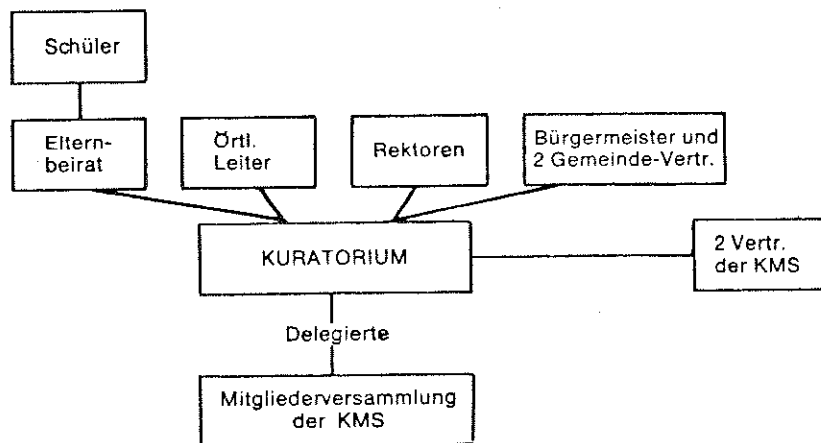 Schüler
Eltern-
beirat
Örtl.
Leiter
Rektoren
Bürgermeister und
2 Gemeinde-Vertr.
KURATORIUM
2 Vertr.
der KMS
Delegierte
Mitgliederversammlung
der KMS